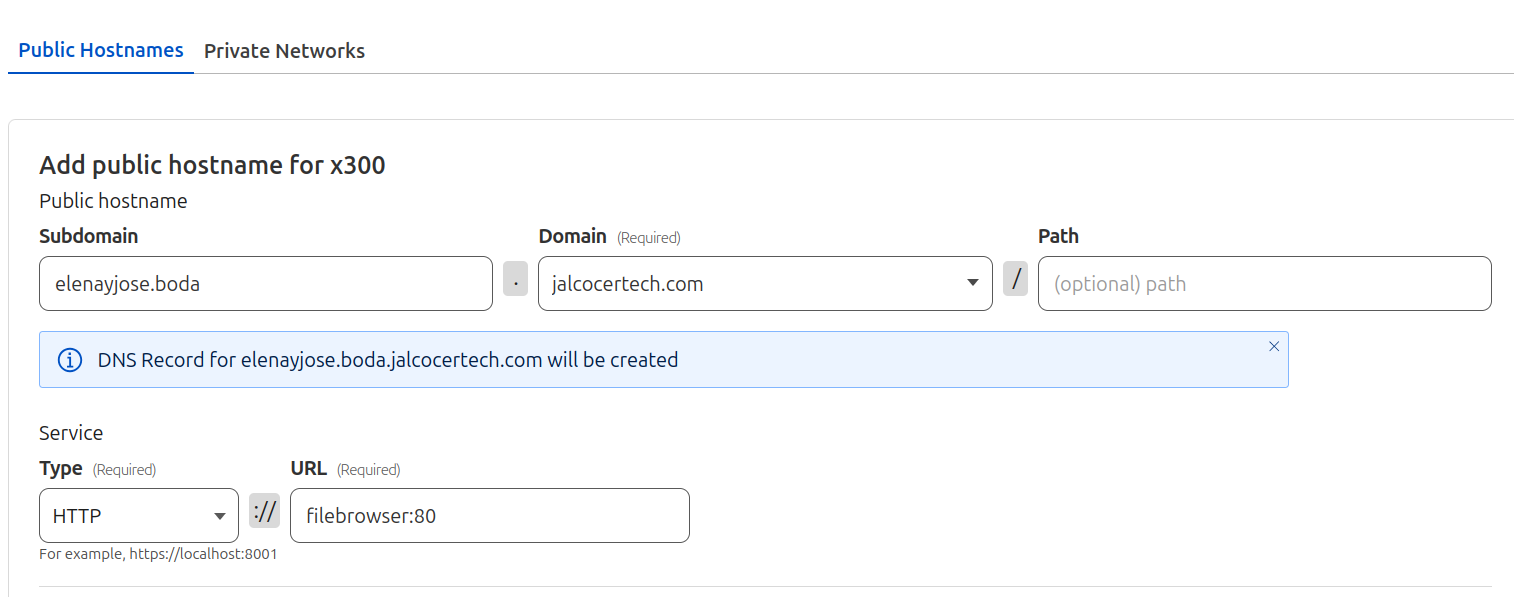 Public Hostnames Private Networks
Add public hostname for x300
Public hostname
Subdomain Domain (Required) Path
elenayjose.boda . jalcocertech.com / (optional) path
DNS Record for elenayjose.boda.jalcocertech.com will be created
Service
Type (Required) URL (Required)
HTTP :// filebrowser:80
For example, https://localhost:8001